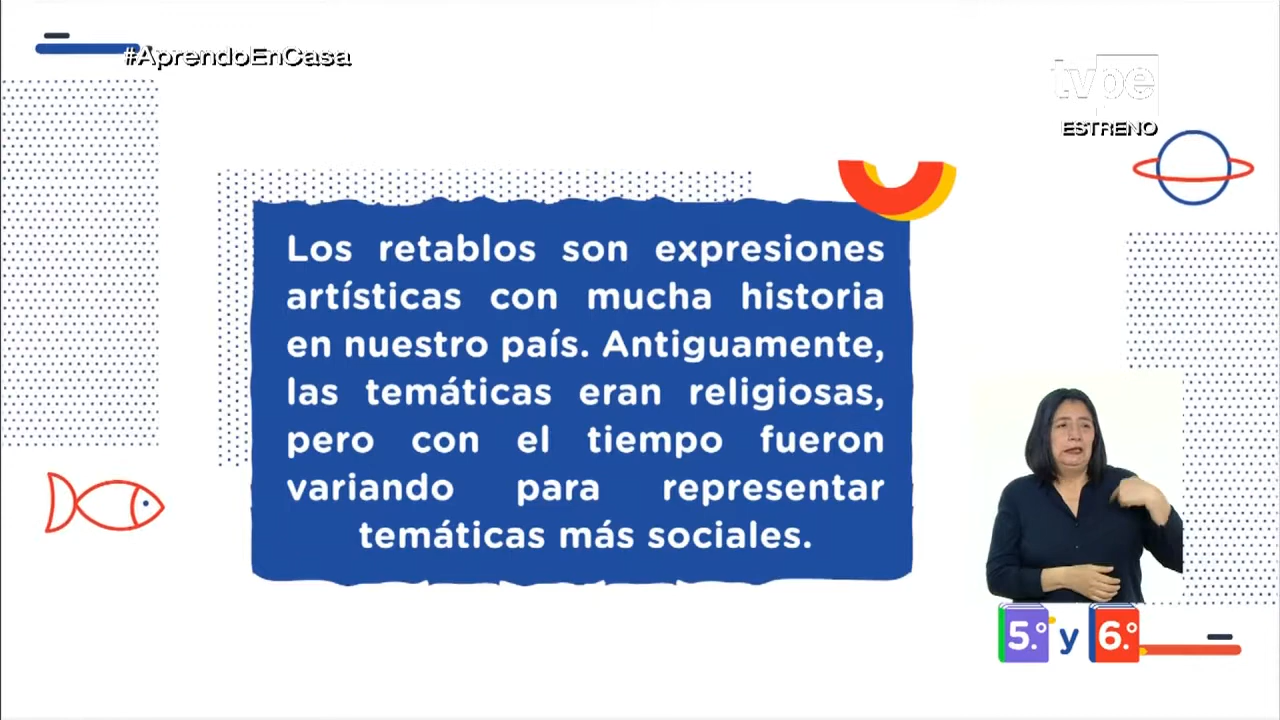 #AprendoEnCasa
tvpe
ESTRENO
Los retablos son expresiones
artísticas con mucha historia
en nuestro país. Antiguamente,
las temáticas eran religiosas,
pero con el tiempo fueron
variando para representar
temáticas más sociales.
5.º y 6.º